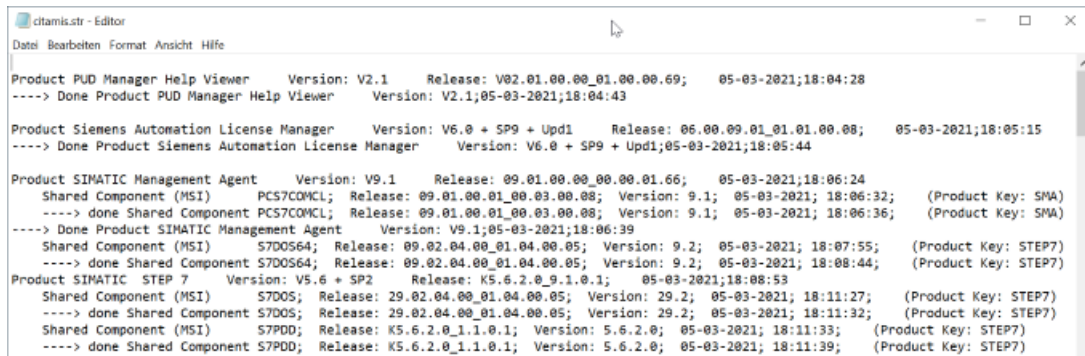 citamis.str - Editor
Datei Bearbeiten Format Ansicht Hilfe
Product PUD Manager Help Viewer Version: V2.1 Release: V02.01.00.00_01.00.00.69; 05-03-2021;18:04:28
----> Done Product PUD Manager Help Viewer Version: V2.1;05-03-2021;18:04:43
Product Siemens Automation License Manager Version: V6.0 + SP9 + Upd1 Release: 06.00.09.01_01.01.00.08; 05-03-2021;18:05:15
----> Done Product Siemens Automation License Manager Version: V6.0 + SP9 + Upd1;05-03-2021;18:05:44
Product SIMATIC Management Agent Version: V9.1 Release: 09.01.00.00_00.00.01.66; 05-03-2021;18:06:24
Shared Component (MSI) PCS7COMCL; Release: 09.01.00.01_00.03.00.08; Version: 9.1; 05-03-2021; 18:06:32; (Product Key: SMA)
----> done Shared Component PCS7COMCL; Release: 09.01.00.01_00.03.00.08; Version: 9.1; 05-03-2021; 18:06:36; (Product Key: SMA)
----> Done Product SIMATIC Management Agent Version: V9.1;05-03-2021;18:06:39
Shared Component (MSI) S7DOS64; Release: 09.02.04.00_01.04.00.05; Version: 9.2; 05-03-2021; 18:07:55; (Product Key: STEP7)
----> done Shared Component S7DOS64; Release: 09.02.04.00_01.04.00.05; Version: 9.2; 05-03-2021; 18:08:44; (Product Key: STEP7)
Product SIMATIC STEP 7 Version: V5.6 + SP2 Release: K5.6.2.0_9.1.0.1; 05-03-2021;18:08:53
Shared Component (MSI) S7DOS; Release: 29.02.04.00_01.04.00.05; Version: 29.2; 05-03-2021; 18:11:27; (Product Key: STEP7)
----> done Shared Component S7DOS; Release: 29.02.04.00_01.04.00.05; Version: 29.2; 05-03-2021; 18:11:32; (Product Key: STEP7)
Shared Component (MSI) S7PDD; Release: K5.6.2.0_1.1.0.1; Version: 5.6.2.0; 05-03-2021; 18:11:33; (Product Key: STEP7)
----> done Shared Component S7PDD; Release: K5.6.2.0_1.1.0.1; Version: 5.6.2.0; 05-03-2021; 18:11:39; (Product Key: STEP7)